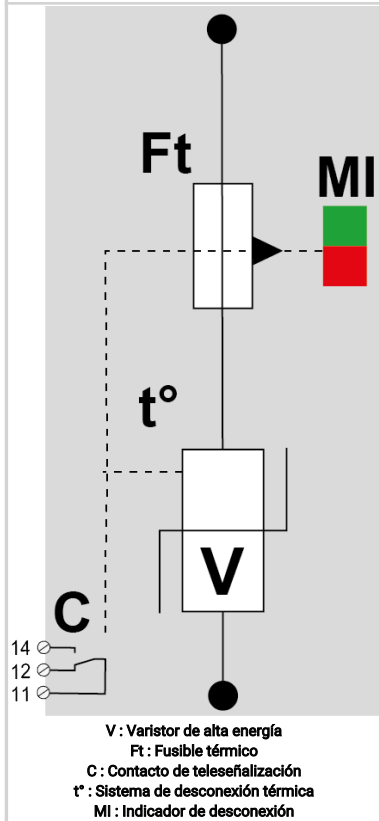 Ft
MI
t°
V
C
14
12
11
V : Varistor de alta energía
Ft : Fusible térmico
C : Contacto de teleseñalización
t° : Sistema de desconexión térmica
MI : Indicador de desconexión